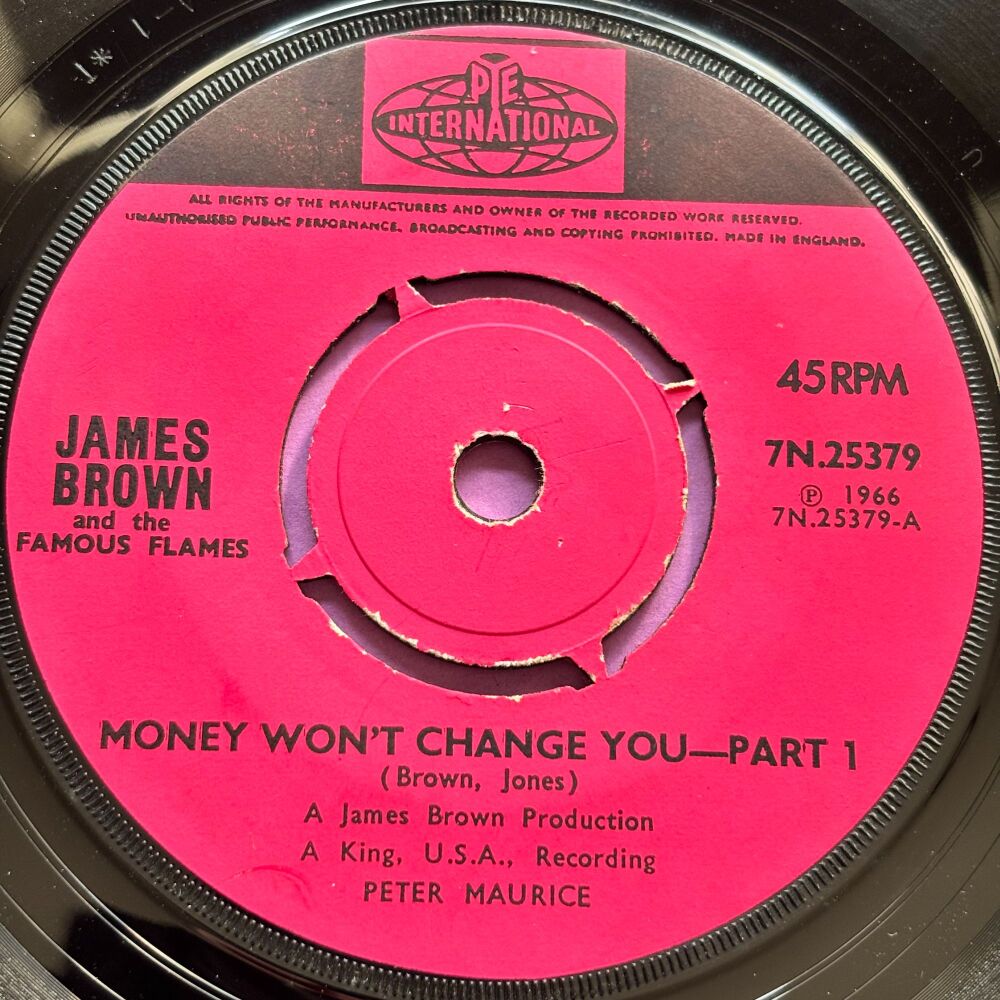 PYE
INTERNATIONAL
ALL RIGHTS OF THE MANUFACTURERS AND OWNER OF THE RECORDED WORK RESERVED.
UNAUTHORISED PUBLIC PERFORMANCE, BROADCASTING AND COPYING PROHIBITED. MADE IN ENGLAND.
45 RPM
JAMES
BROWN
and the
FAMOUS FLAMES
7N.25379
℗ 1966
7N.25379-A
MONEY WON'T CHANGE YOU—PART 1
(Brown, Jones)
A James Brown Production
A King, U.S.A., Recording
PETER MAURICE